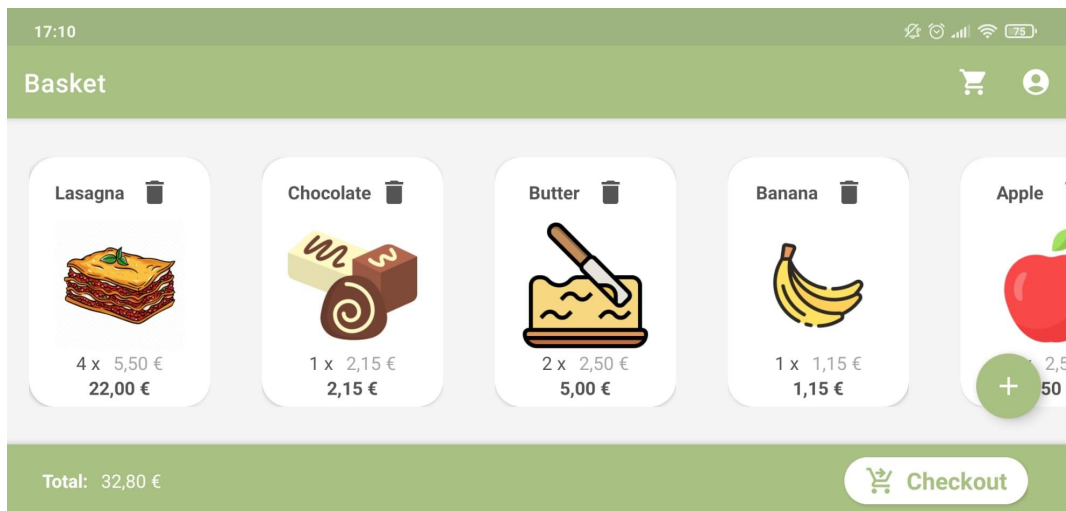 17:10
75
Basket
Lasagna
4 x 5,50 €
22,00 €
Chocolate
1 x 2,15 €
2,15 €
Butter
2 x 2,50 €
5,00 €
Banana
1 x 1,15 €
1,15 €
Apple
+
Total: 32,80 €
Checkout